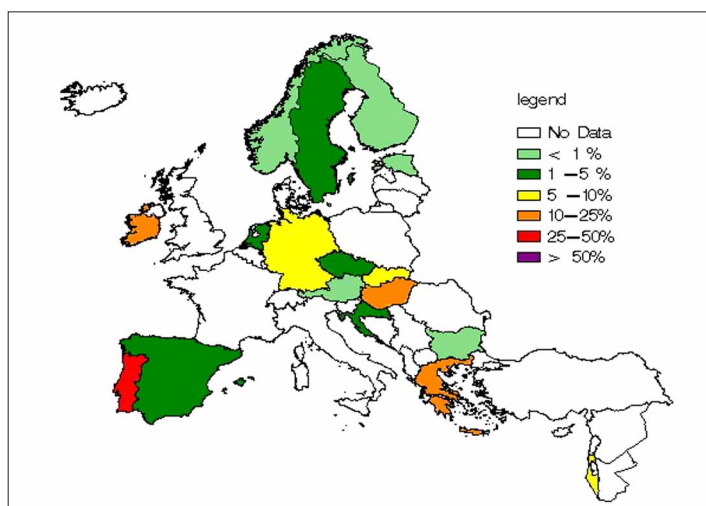 legend
No Data
< 1 %
1 –5 %
5 –10%
10–25%
25–50%
> 50%